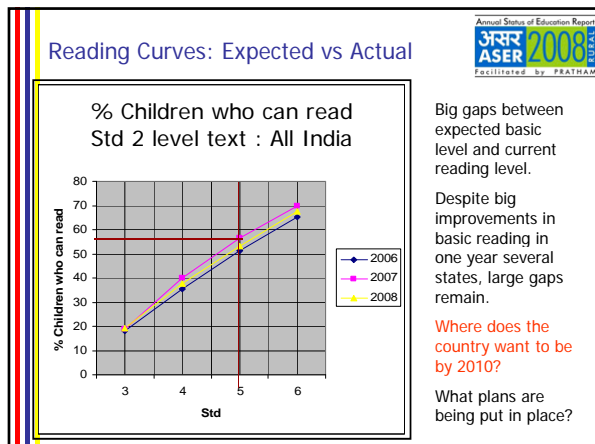 Reading Curves: Expected vs Actual
Annual Status of Education Report
असर
ASER
2008
RURAL
Facilitated by PRATHAM
% Children who can read
Std 2 level text : All India
80
70
60
50
40
30
20
10
0
% Children who can read
3
4
5
6
Std
2006
2007
2008
Big gaps between
expected basic
level and current
reading level.
Despite big
improvements in
basic reading in
one year several
states, large gaps
remain.
Where does the
country want to be
by 2010?
What plans are
being put in place?